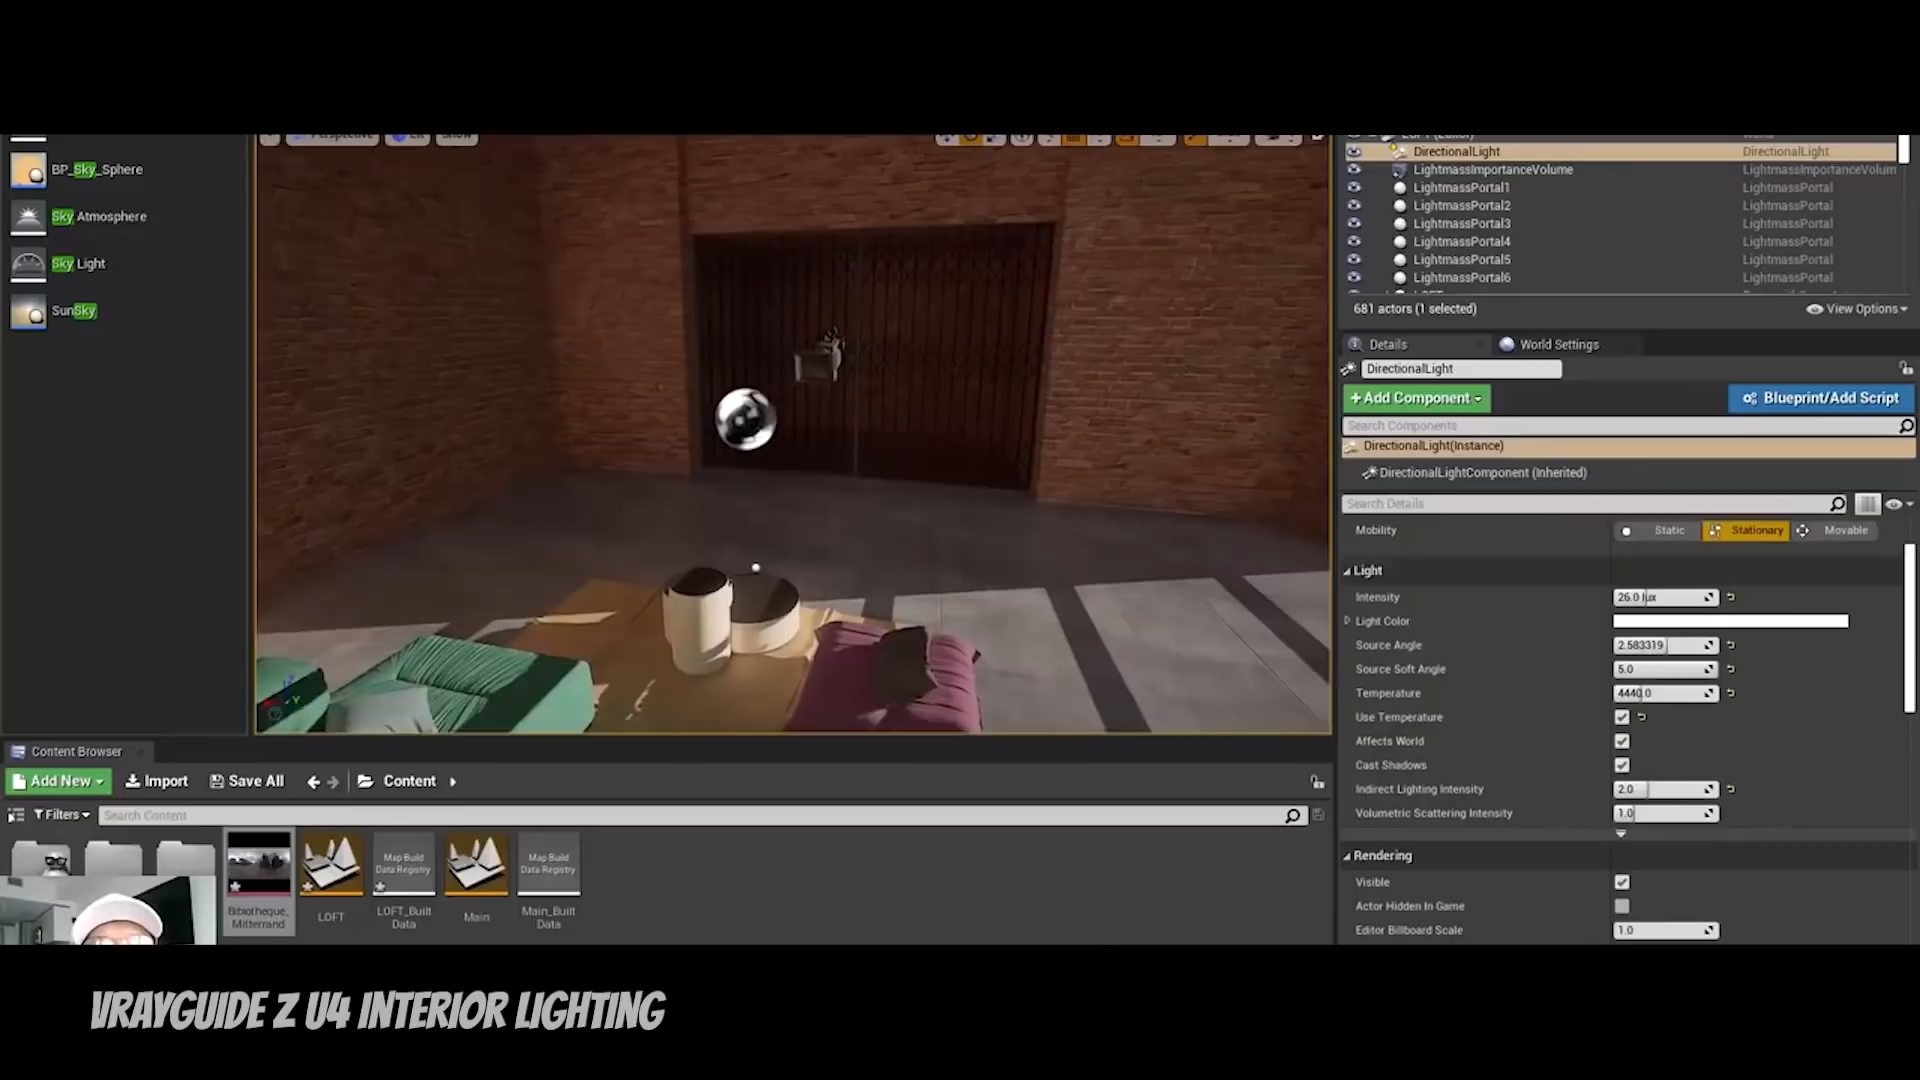 Perspective
Lit
Show
BP_Sky_Sphere
Sky Atmosphere
Sky Light
SunSky
DirectionalLight DirectionalLight
LightmassImportanceVolume LightmassImportanceVolum
LightmassPortal1 LightmassPortal
LightmassPortal2 LightmassPortal
LightmassPortal3 LightmassPortal
LightmassPortal4 LightmassPortal
LightmassPortal5 LightmassPortal
LightmassPortal6 LightmassPortal
681 actors (1 selected) View Options
Details World Settings
DirectionalLight
+Add Component Blueprint/Add Script
Search Components
DirectionalLight(Instance)
DirectionalLightComponent (Inherited)
Search Details
Mobility Static Stationary Movable
Light
Intensity 26.0 lux
Light Color
Source Angle 2.583319
Source Soft Angle 5.0
Temperature 4440.0
Use Temperature
Affects World
Cast Shadows
Indirect Lighting Intensity 2.0
Volumetric Scattering Intensity 1.0
Rendering
Visible
Actor Hidden In Game
Editor Billboard Scale 1.0
Content Browser
Add New Import Save All Content
Filters Search Content
Mitterrand
LOFT
LOFT_Built
Data
Main
Main_Built
Data
Map Build
Data Registry
Map Build
Data Registry
VRAYGUIDE Z U4 INTERIOR LIGHTING